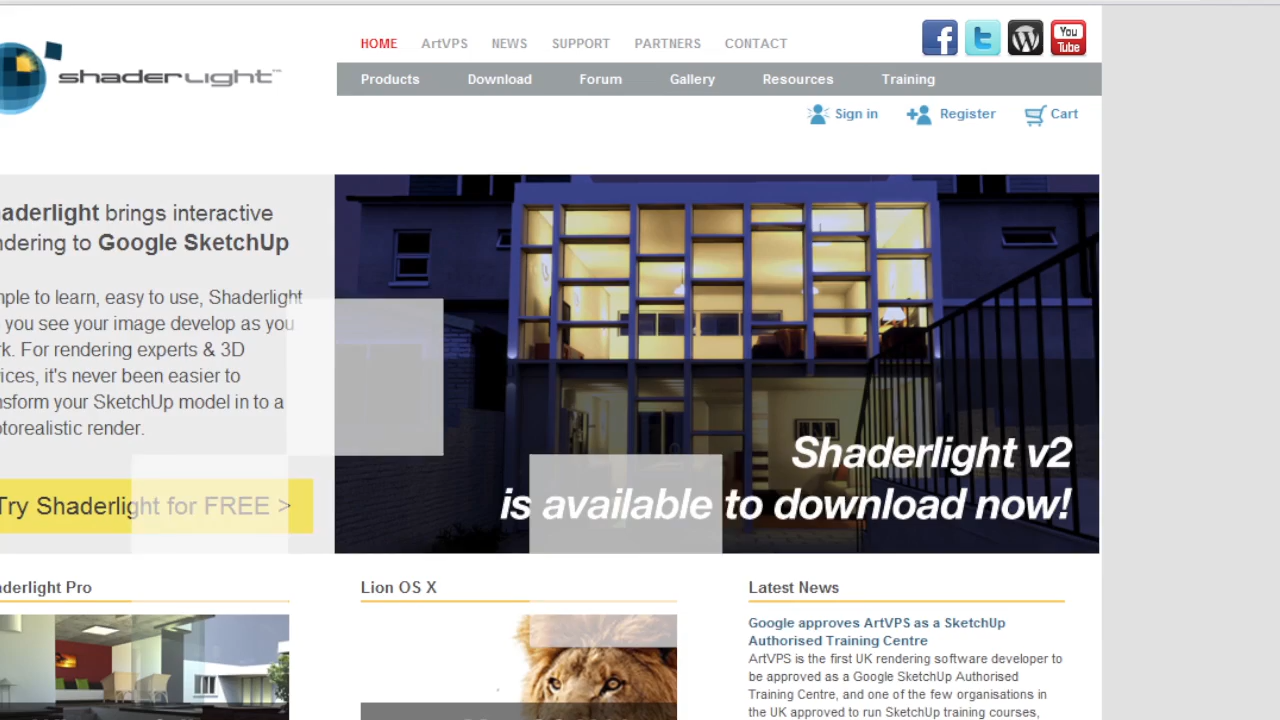 shaderlight™
HOME ArtVPS NEWS SUPPORT PARTNERS CONTACT
You
Tube
Products Download Forum Gallery Resources Training
Sign in Register Cart
aderlight brings interactive
ndering to Google SketchUp
ple to learn, easy to use, Shaderlight
you see your image develop as you
rk. For rendering experts & 3D
ices, it's never been easier to
nsform your SketchUp model in to a
otorealistic render.
Try Shaderlight for FREE >
Shaderlight v2
is available to download now!
aderlight Pro
Lion OS X
Latest News
Google approves ArtVPS as a SketchUp
Authorised Training Centre
ArtVPS is the first UK rendering software developer to
be approved as a Google SketchUp Authorised
Training Centre, and one of the few organisations in
the UK approved to run SketchUp training courses,